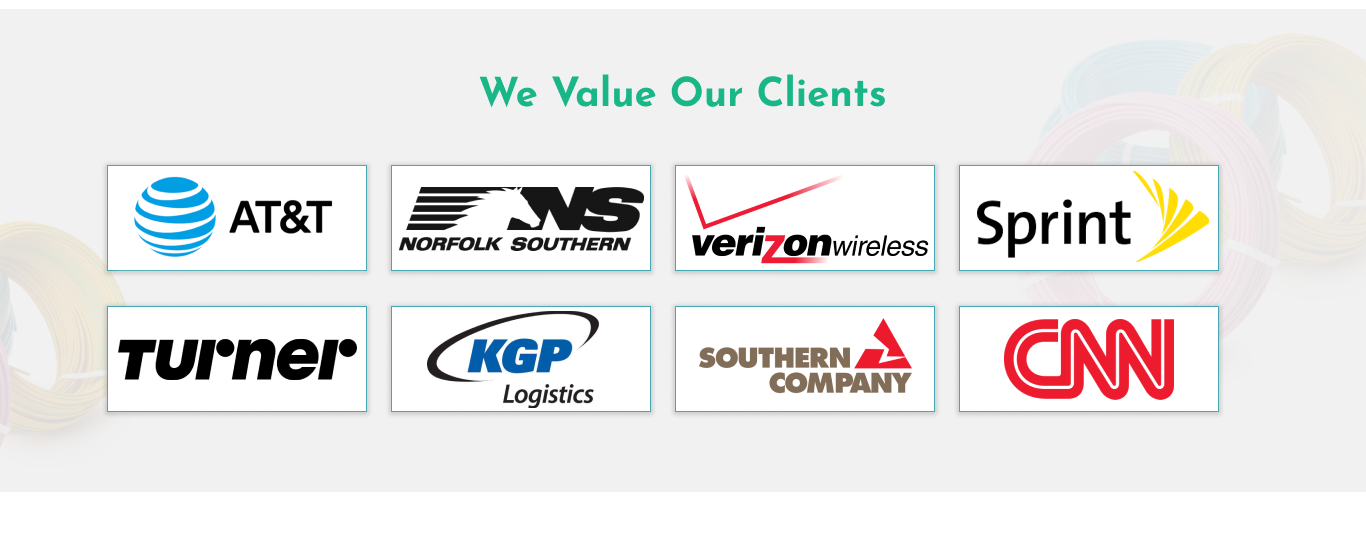 We Value Our Clients
AT&T
NS
NORFOLK SOUTHERN
verizonwireless
Sprint
Turner
KGP
Logistics
SOUTHERN
COMPANY
CNN